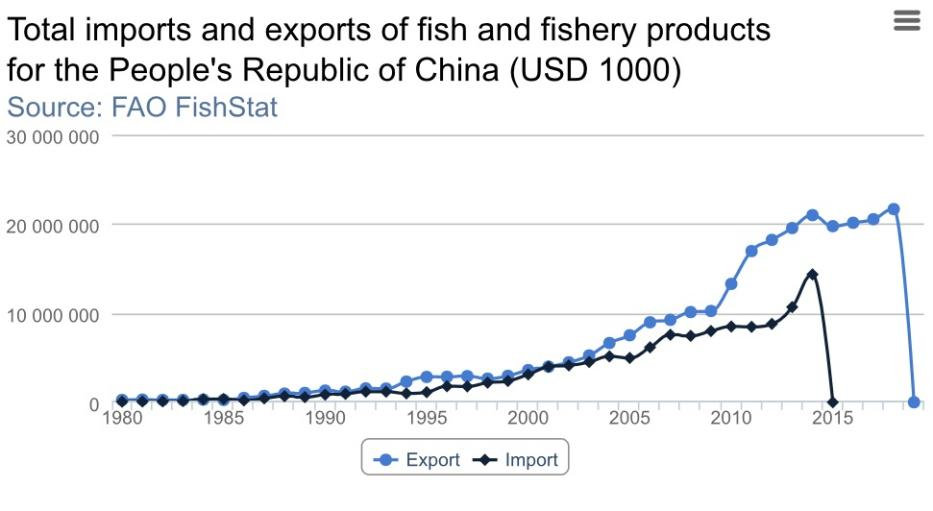 Total imports and exports of fish and fishery products
for the People's Republic of China (USD 1000)
Source: FAO FishStat
30 000 000
20 000 000
10 000 000
0
1980 1985 1990 1995 2000 2005 2010 2015
Export Import